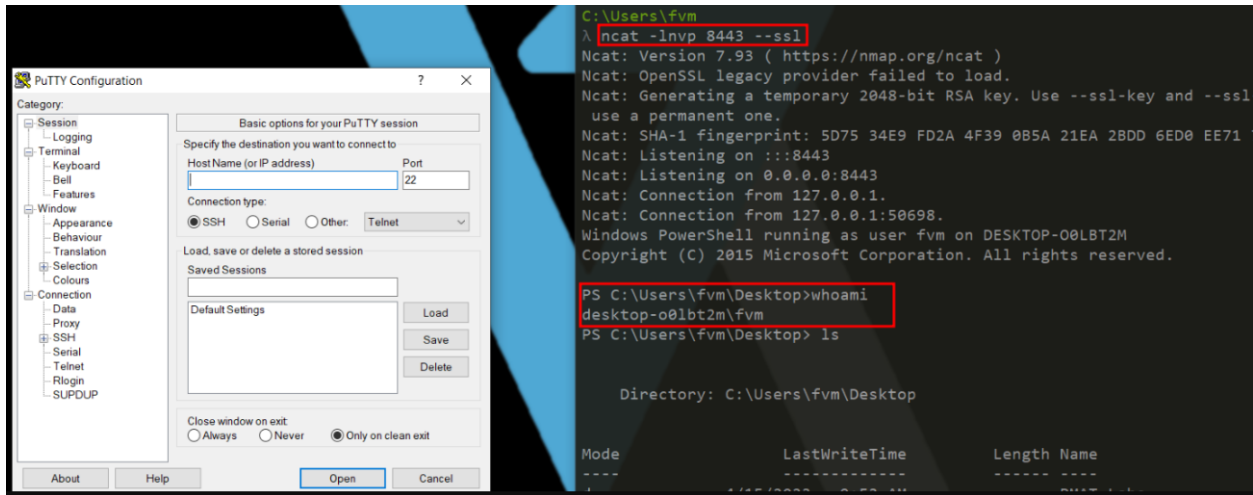 PuTTY Configuration ? ×
Category:
Session
Logging
Terminal
Keyboard
Bell
Features
Window
Appearance
Behaviour
Translation
Selection
Colours
Connection
Data
Proxy
SSH
Serial
Telnet
Rlogin
SUPDUP
Basic options for your PuTTY session
Specify the destination you want to connect to
Host Name (or IP address) Port
22
Connection type:
SSH Serial Other: Telnet
Load, save or delete a stored session
Saved Sessions
Default Settings
Load
Save
Delete
Close window on exit:
Always Never Only on clean exit
About Help Open Cancel
C:\Users\fvm
λ ncat -lnvp 8443 --ssl
Ncat: Version 7.93 ( https://nmap.org/ncat )
Ncat: OpenSSL legacy provider failed to load.
Ncat: Generating a temporary 2048-bit RSA key. Use --ssl-key and --ssl
use a permanent one.
Ncat: SHA-1 fingerprint: 5D75 34E9 FD2A 4F39 0B5A 21EA 2BDD 6ED0 EE71
Ncat: Listening on :::8443
Ncat: Listening on 0.0.0.0:8443
Ncat: Connection from 127.0.0.1.
Ncat: Connection from 127.0.0.1:50698.
Windows PowerShell running as user fvm on DESKTOP-O0LBT2M
Copyright (C) 2015 Microsoft Corporation. All rights reserved.
PS C:\Users\fvm\Desktop>whoami
desktop-o0lbt2m\fvm
PS C:\Users\fvm\Desktop> ls
Directory: C:\Users\fvm\Desktop
Mode LastWriteTime Length Name
---- ------------- ------ ----